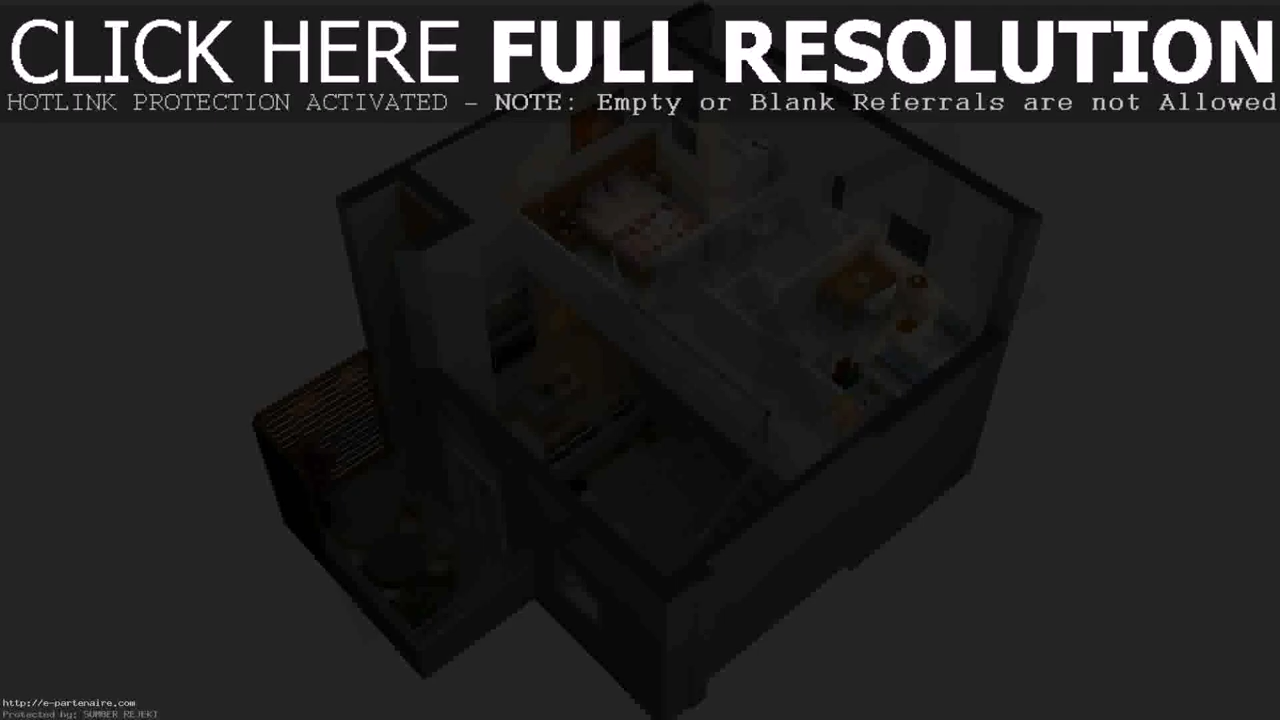 CLICK HERE FULL RESOLUTION
HOTLINK PROTECTION ACTIVATED – NOTE: Empty or Blank Referrals are not Allowed
http://e-partenaire.com
Protected by: SUMBER REJEKI